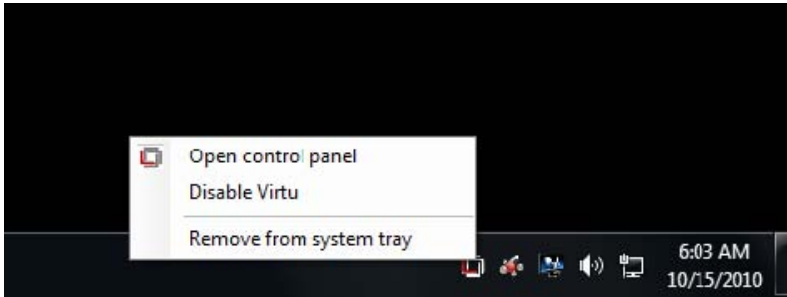 Open control panel
Disable Virtu
Remove from system tray
6:03 AM
10/15/2010